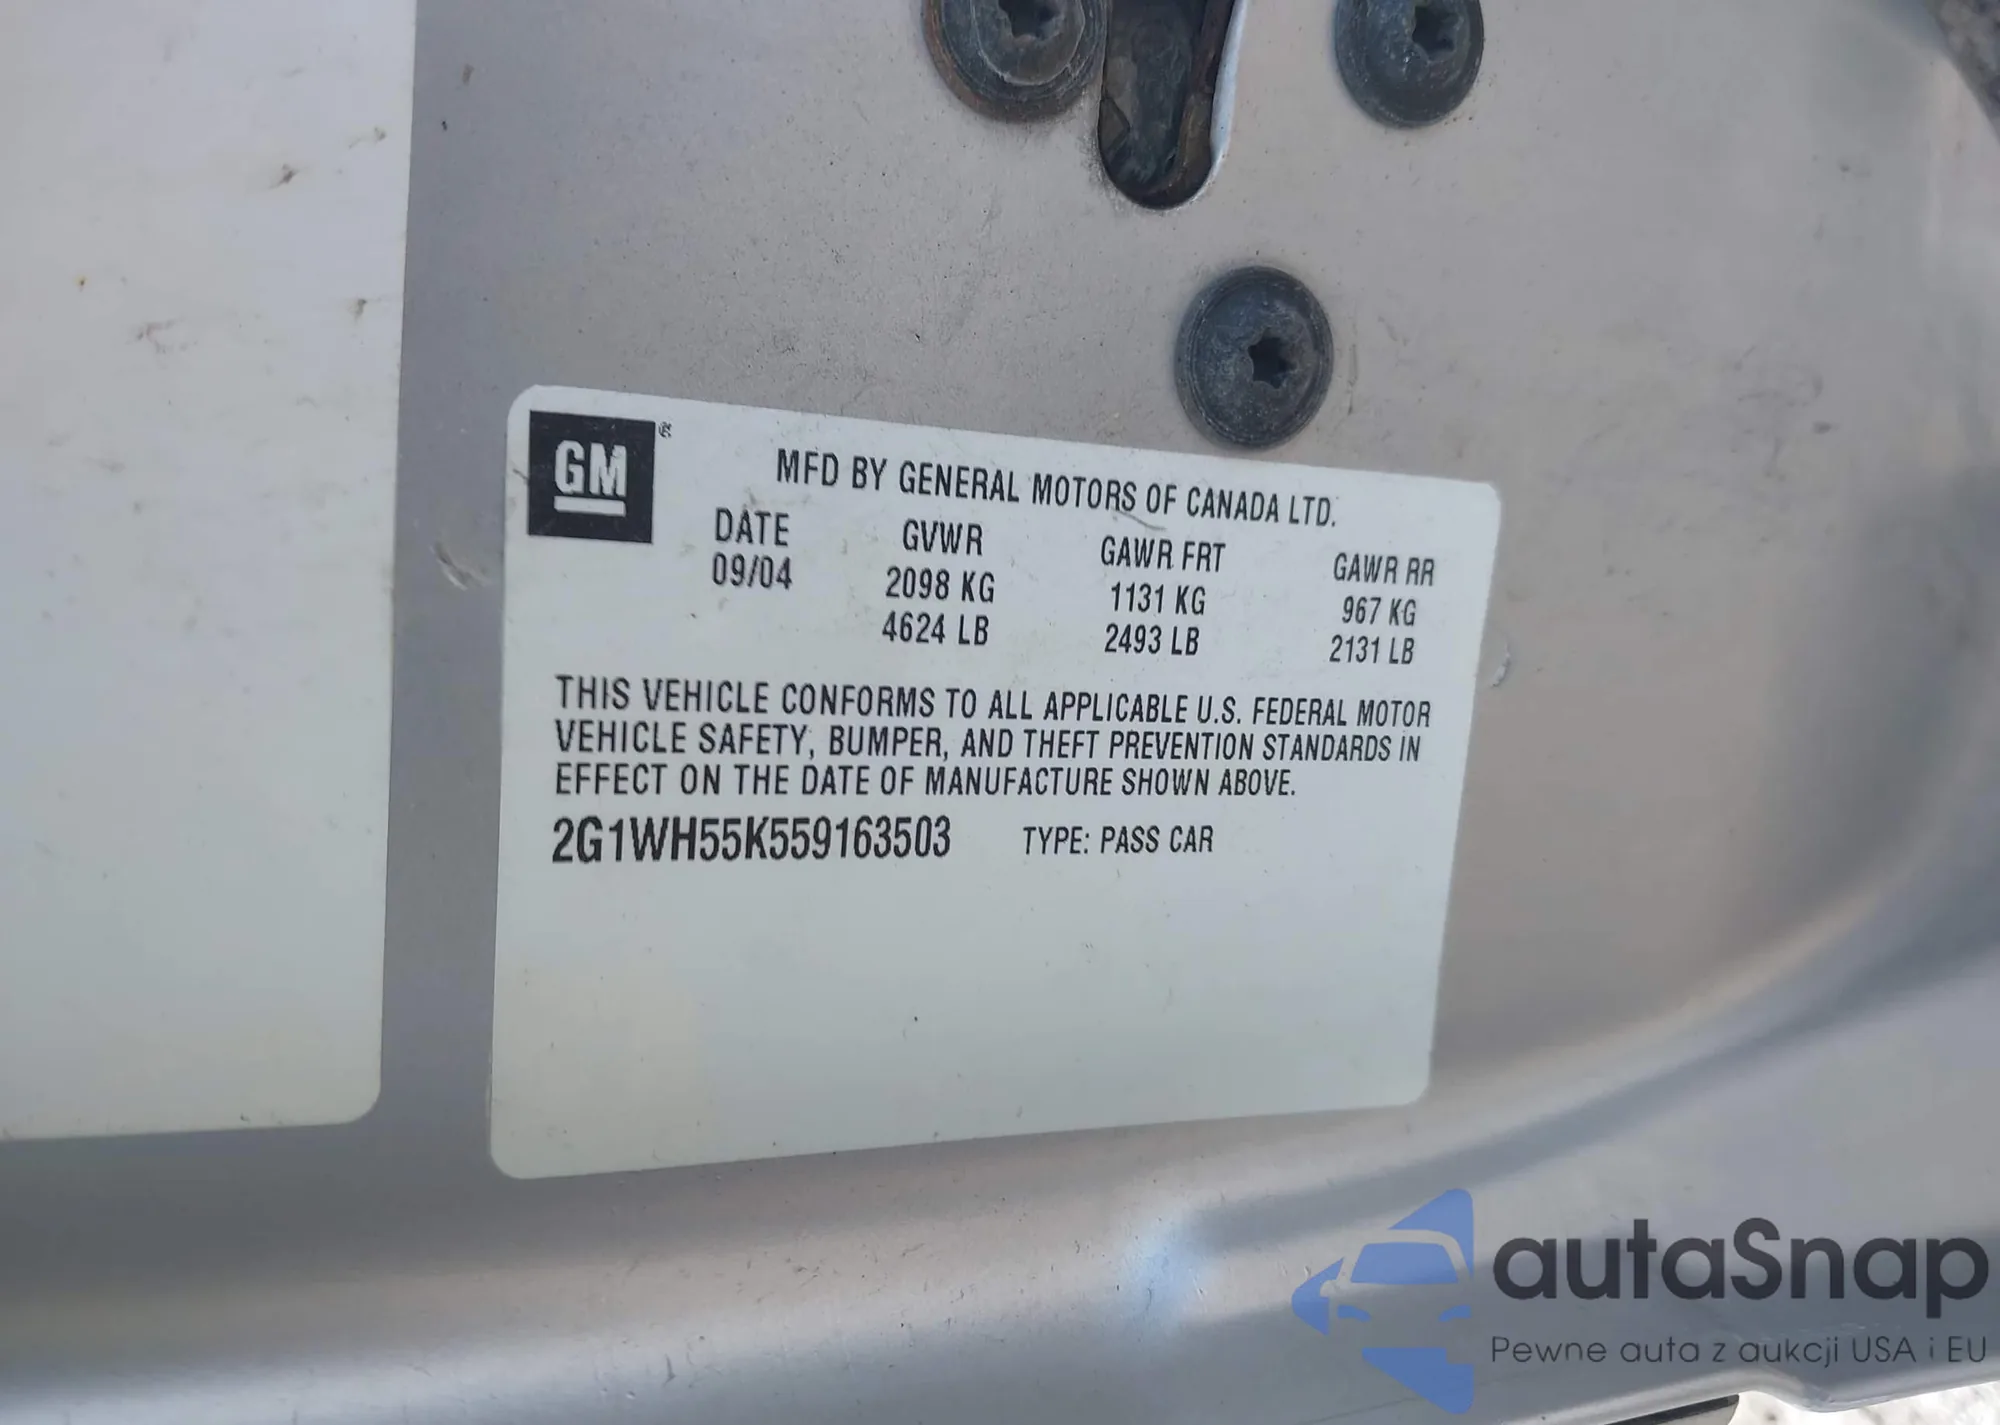 GM
MFD BY GENERAL MOTORS OF CANADA LTD.
DATE GVWR GAWR FRT GAWR RR
09/04 2098 KG 1131 KG 967 KG
4624 LB 2493 LB 2131 LB
THIS VEHICLE CONFORMS TO ALL APPLICABLE U.S. FEDERAL MOTOR
VEHICLE SAFETY, BUMPER, AND THEFT PREVENTION STANDARDS IN
EFFECT ON THE DATE OF MANUFACTURE SHOWN ABOVE.
2G1WH55K559163503 TYPE: PASS CAR
autaSnap
Pewne auta z aukcji USA i EU